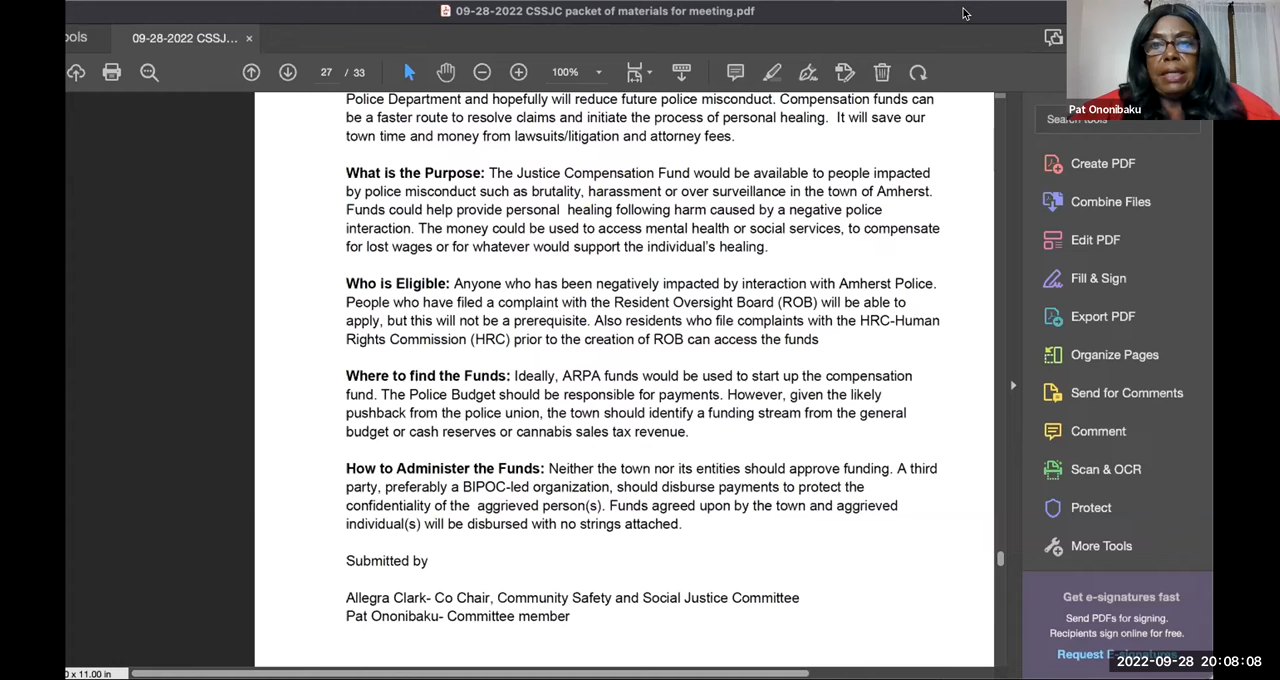 09-28-2022 CSSJC packet of materials for meeting.pdf
ools
09-28-2022 CSSJ... ×
27 / 33
100%
Pat Ononibaku
Search tools
Police Department and hopefully will reduce future police misconduct. Compensation funds can
be a faster route to resolve claims and initiate the process of personal healing. It will save our
town time and money from lawsuits/litigation and attorney fees.
What is the Purpose: The Justice Compensation Fund would be available to people impacted
by police misconduct such as brutality, harassment or over surveillance in the town of Amherst.
Funds could help provide personal healing following harm caused by a negative police
interaction. The money could be used to access mental health or social services, to compensate
for lost wages or for whatever would support the individual's healing.
Who is Eligible: Anyone who has been negatively impacted by interaction with Amherst Police.
People who have filed a complaint with the Resident Oversight Board (ROB) will be able to
apply, but this will not be a prerequisite. Also residents who file complaints with the HRC-Human
Rights Commission (HRC) prior to the creation of ROB can access the funds
Where to find the Funds: Ideally, ARPA funds would be used to start up the compensation
fund. The Police Budget should be responsible for payments. However, given the likely
pushback from the police union, the town should identify a funding stream from the general
budget or cash reserves or cannabis sales tax revenue.
How to Administer the Funds: Neither the town nor its entities should approve funding. A third
party, preferably a BIPOC-led organization, should disburse payments to protect the
confidentiality of the aggrieved person(s). Funds agreed upon by the town and aggrieved
individual(s) will be disbursed with no strings attached.
Submitted by
Allegra Clark- Co Chair, Community Safety and Social Justice Committee
Pat Ononibaku- Committee member
x 11.00 in
Create PDF
Combine Files
Edit PDF
Fill & Sign
Export PDF
Organize Pages
Send for Comments
Comment
Scan & OCR
Protect
More Tools
Get e-signatures fast
Send PDFs for signing.
Recipients sign online for free.
Request E-signatures
2022-09-28 20:08:08